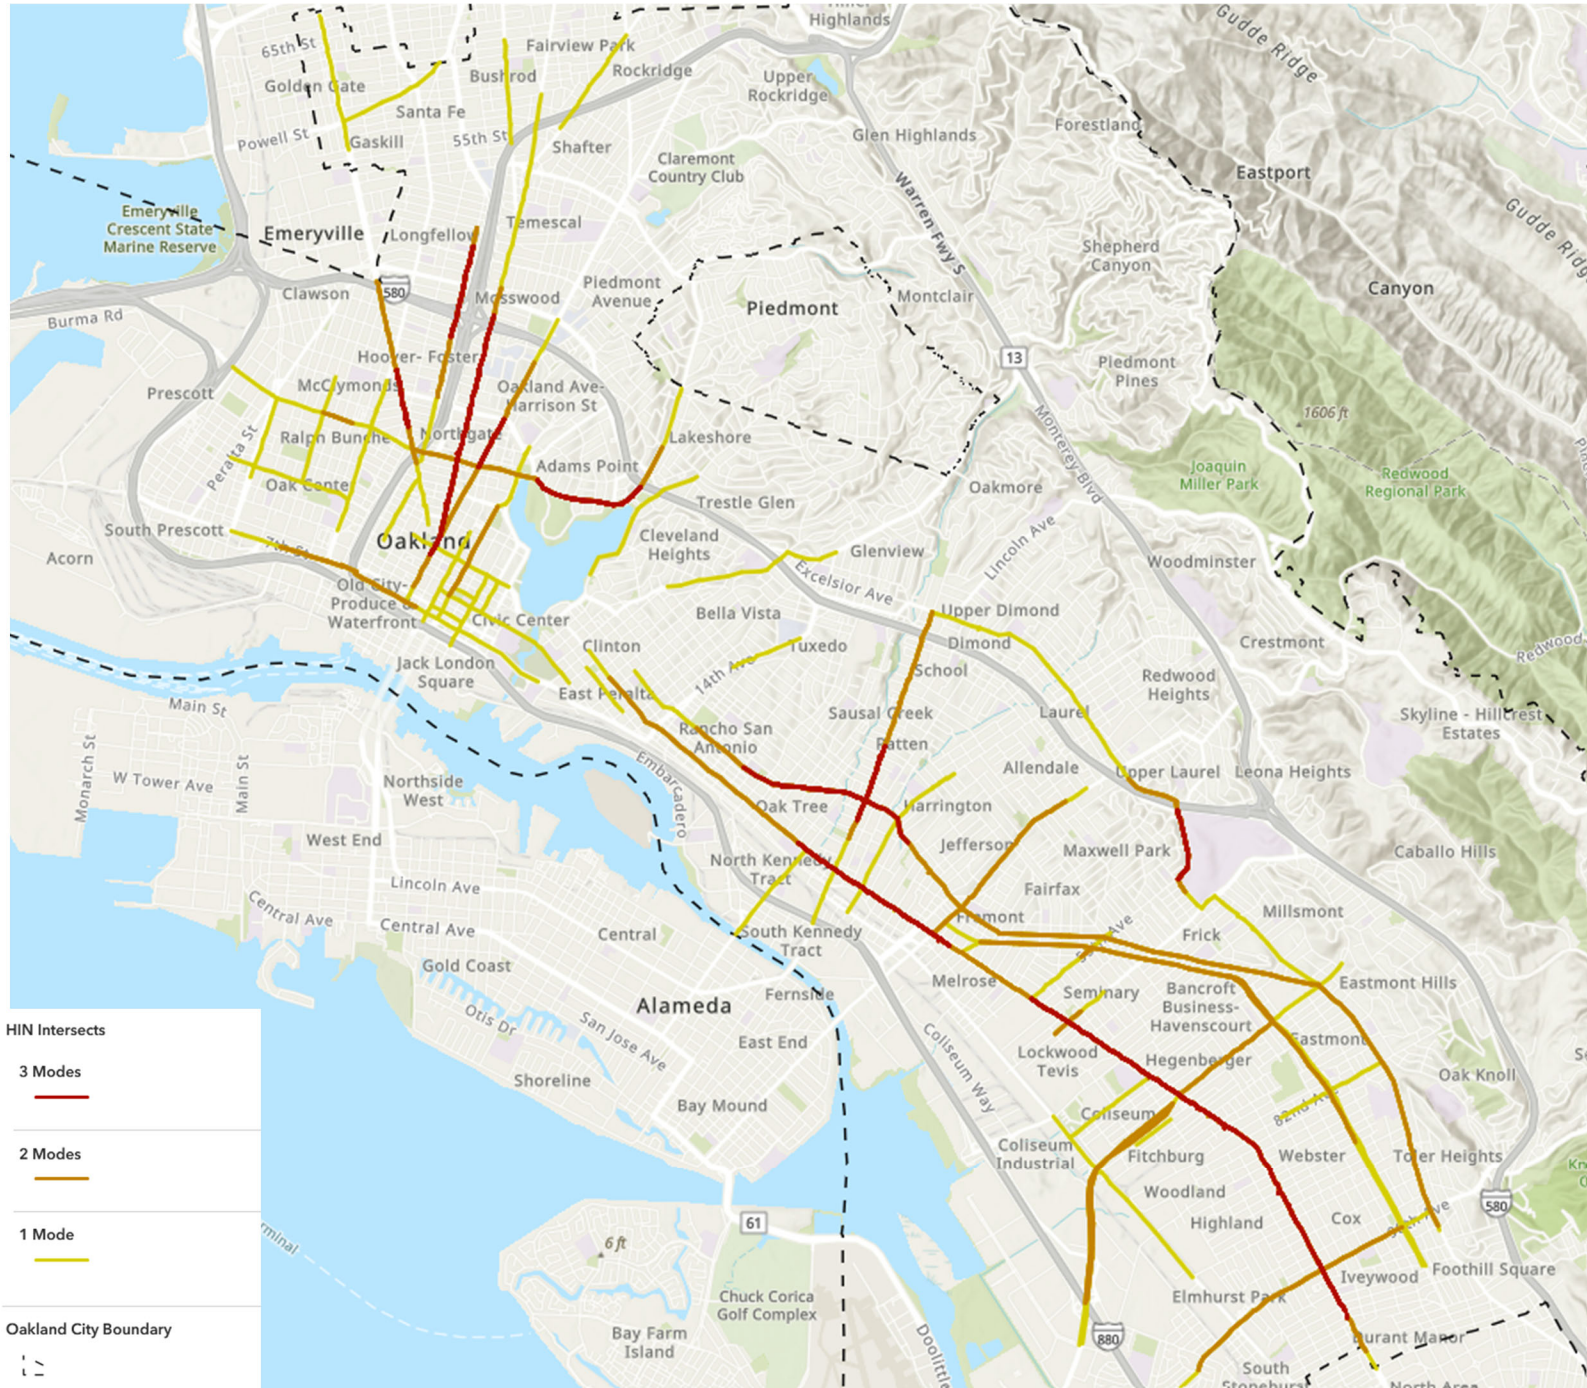 Highlands
Gudde Ridge
65th St
Fairview Park
Bushrod
Rockridge
Golden Gate
Upper
Rockridge
Santa Fe
Powell St
Gaskill
55th St
Shafter
Glen Highlands
Forestland
Claremont
Country Club
Eastport
Warren Fwy S
Gudde Ridge
Emeryville
Crescent State
Marine Reserve
Emeryville
Longfellow
Temescal
Shepherd
Canyon
Clawson
580
Mosswood
Piedmont
Avenue
Piedmont
Montclair
Canyon
Burma Rd
Hoover- Foster
13
Piedmont
Pines
Prescott
McClymonds
Oakland Ave-
Harrison St
1606 ft
Monterey Blvd
Peralta St
Ralph Bunche
Northgate
Lakeshore
Adams Point
Joaquin
Miller Park
Redwood
Regional Park
Oak Center
Trestle Glen
Oakmore
South Prescott
7th St
Oakland
Cleveland
Heights
Glenview
Lincoln Ave
Acorn
Woodminster
Excelsior Ave
Old City-
Produce &
Waterfront
Civic Center
Bella Vista
Upper Dimond
Clinton
Tuxedo
Dimond
Crestmont
Redwood
Jack London
Square
14th Ave
School
East Peralta
Redwood
Heights
Main St
Sausal Creek
Laurel
Skyline - Hillcrest
Estates
Rancho San
Antonio
Patten
Monarch St
W Tower Ave
Main St
Northside
West
Embarcadero
Allendale
Upper Laurel
Leona Heights
Oak Tree
Harrington
West End
Jefferson
Maxwell Park
Caballo Hills
North Kennedy
Tract
Lincoln Ave
Fairfax
Central Ave
Central Ave
Central
South Kennedy
Tract
Fremont
Millsmont
Frick
Gold Coast
Melrose
Seminary
Bancroft
Business-
Havenscourt
Eastmont Hills
Alameda
Fernside
HIN Intersects
Otis Dr
San Jose Ave
East End
Coliseum Way
Lockwood
Tevis
Hegenberger
Eastmont
3 Modes
Shoreline
Bay Mound
Oak Knoll
82nd Ave
Coliseum
2 Modes
Coliseum
Industrial
Fitchburg
Webster
Toler Heights
Woodland
61
Highland
Cox
580
1 Mode
6 ft
Iveywood
Foothill Square
Chuck Corica
Golf Complex
Elmhurst Park
Oakland City Boundary
Bay Farm
Island
Doolittle
880
Durant Manor
South